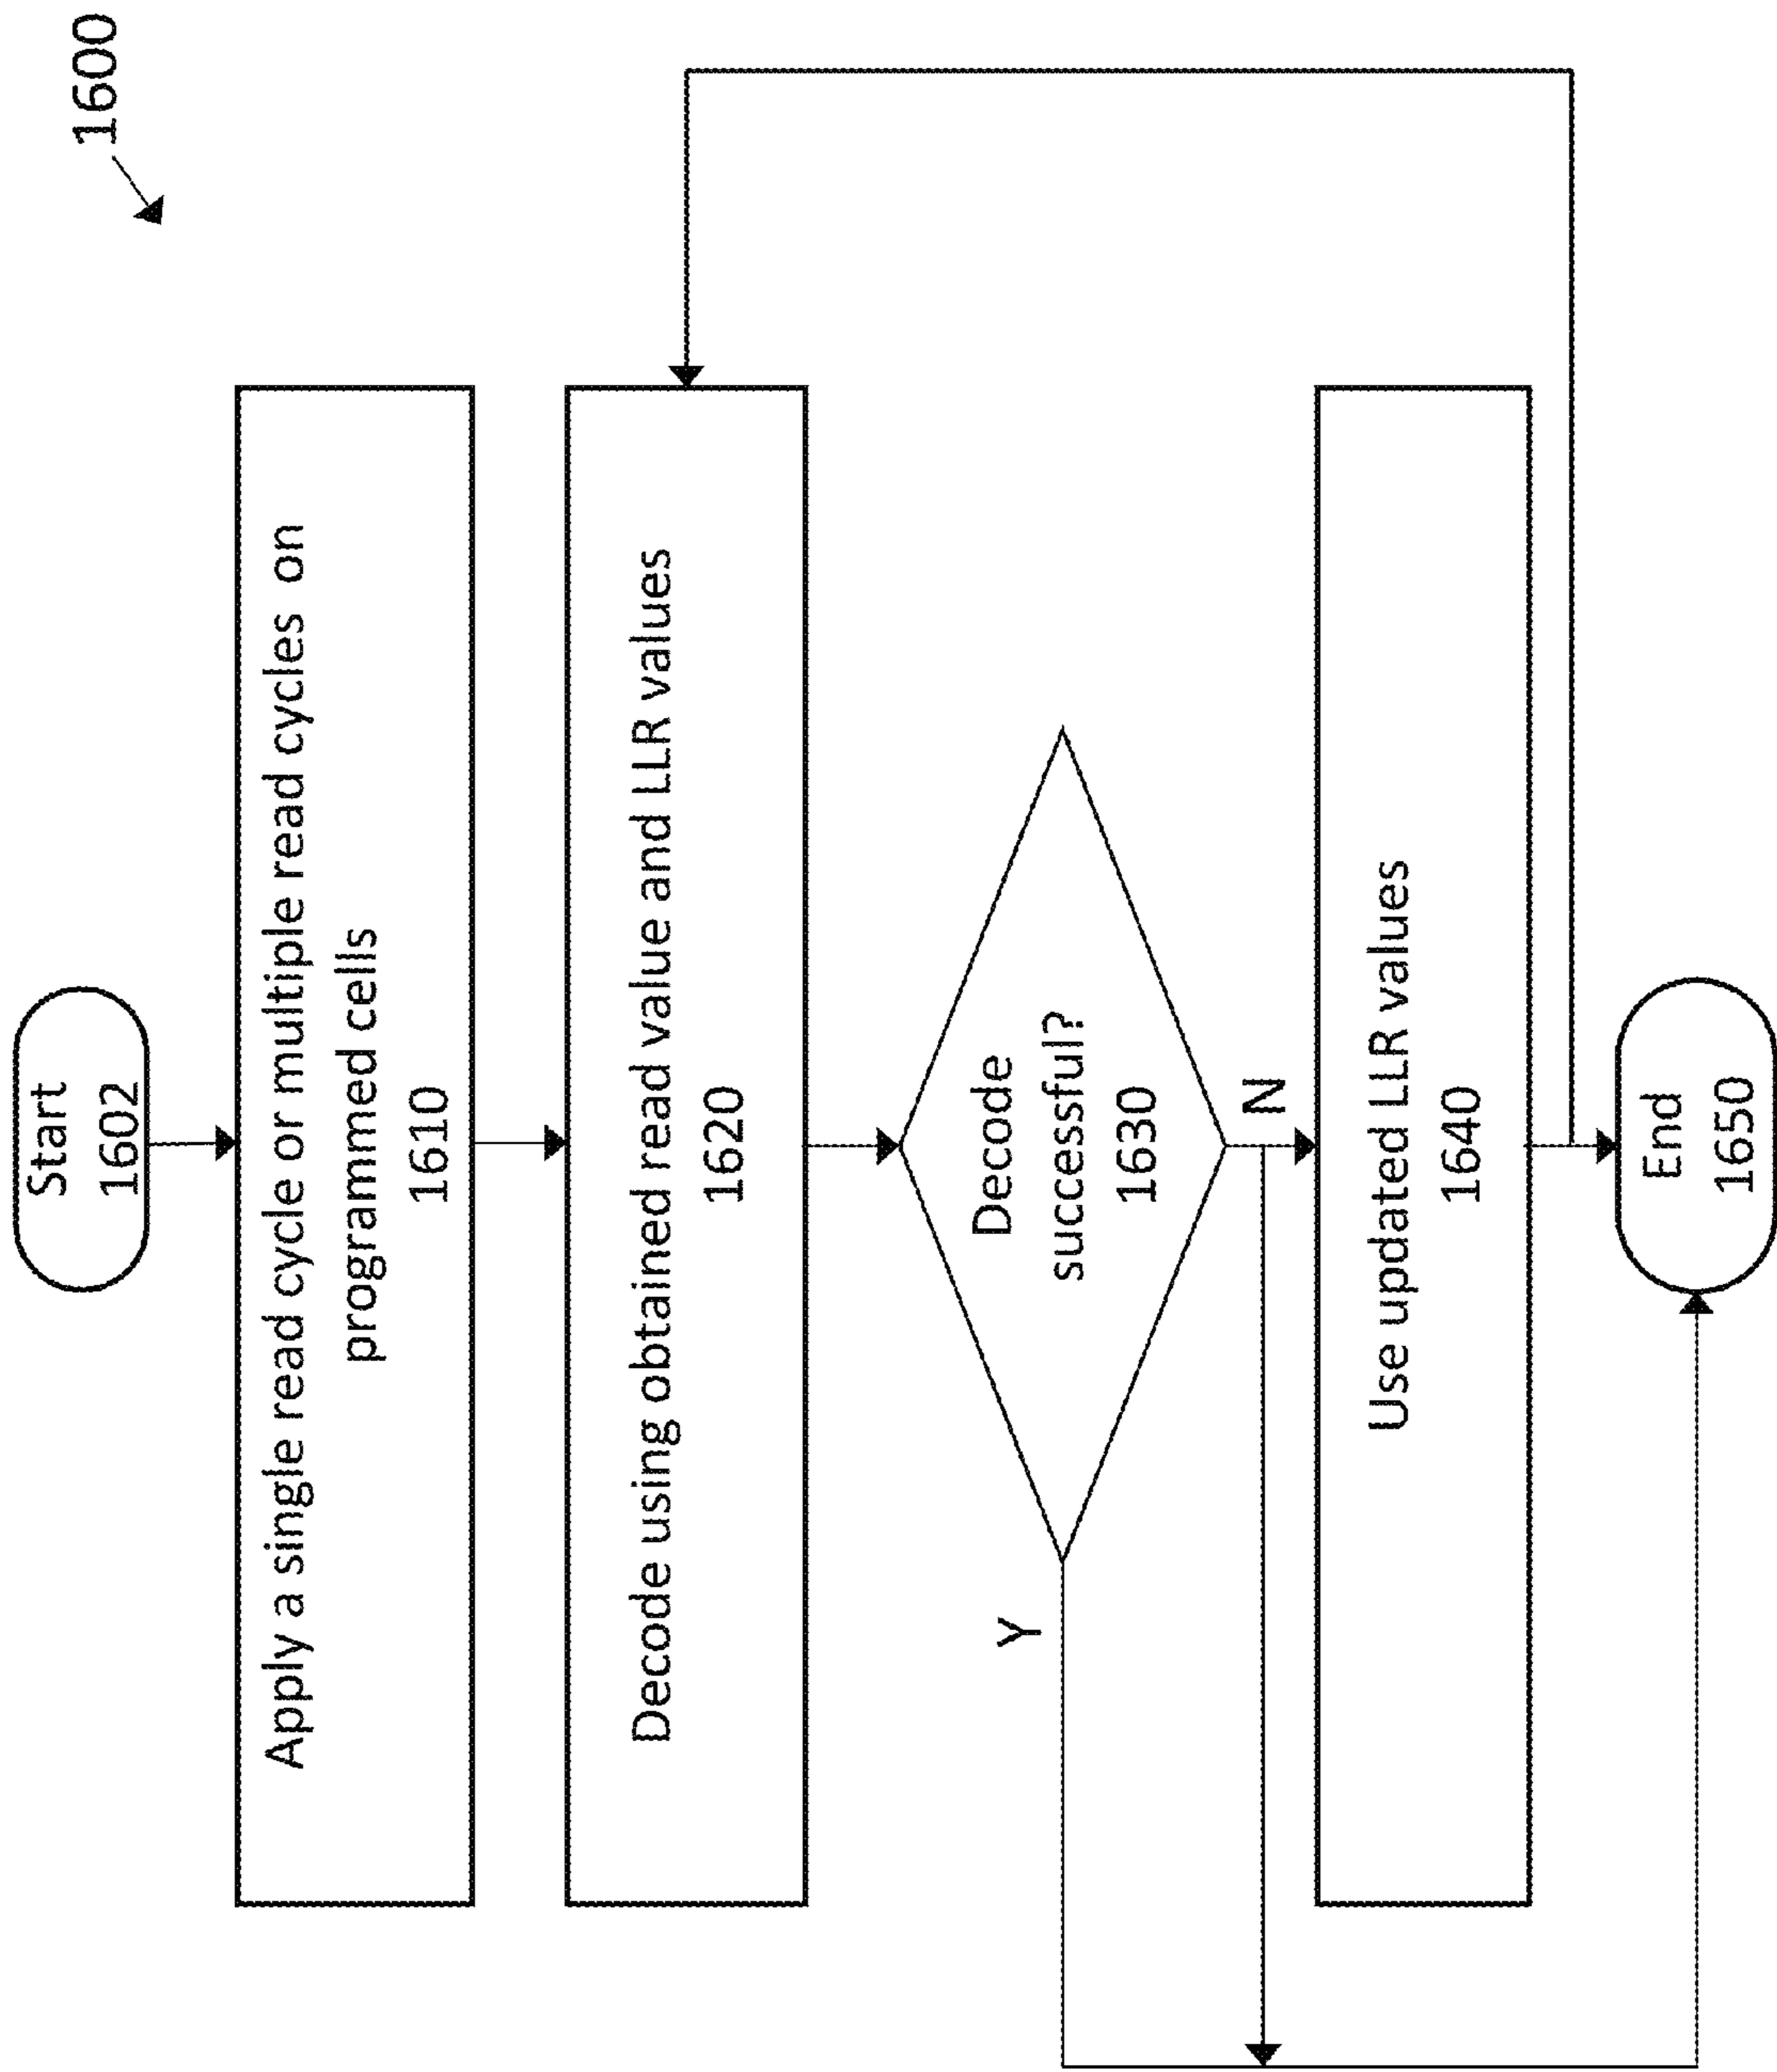 1600
Start
1602
Apply a single read cycle or multiple read cycles on
programmed cells
1610
Decode using obtained read value and LLR values
1620
Decode
successful?
1630
Y
N
Use updated LLR values
1640
End
1650